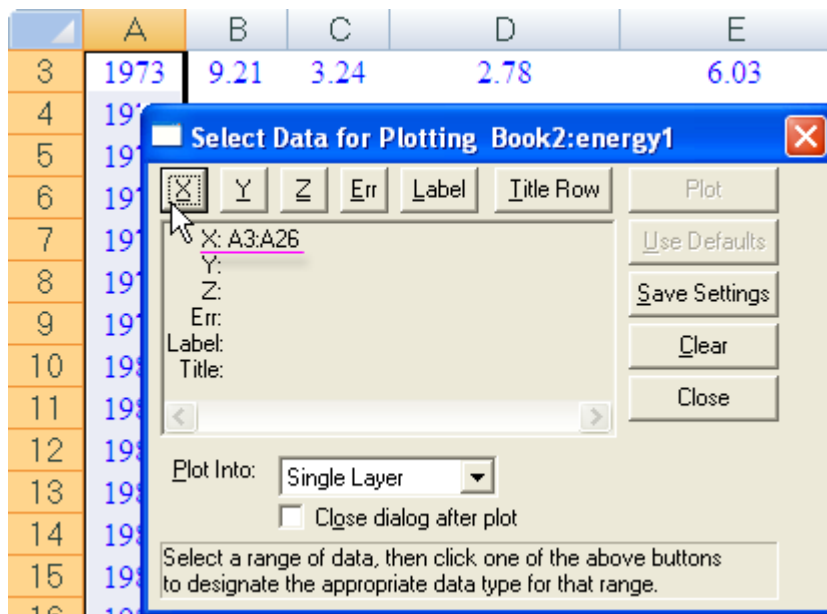 A B C D E
3 1973 9.21 3.24 2.78 6.03
4
5
6
7
8
9
10
11
12
13
14
15
Select Data for Plotting Book2:energy1
X Y Z Err Label Title Row Plot
X: A3:A26
Use Defaults
Y:
Z:
Save Settings
Err:
Label:
Clear
Title:
Close
Plot Into: Single Layer
Close dialog after plot
Select a range of data, then click one of the above buttons
to designate the appropriate data type for that range.